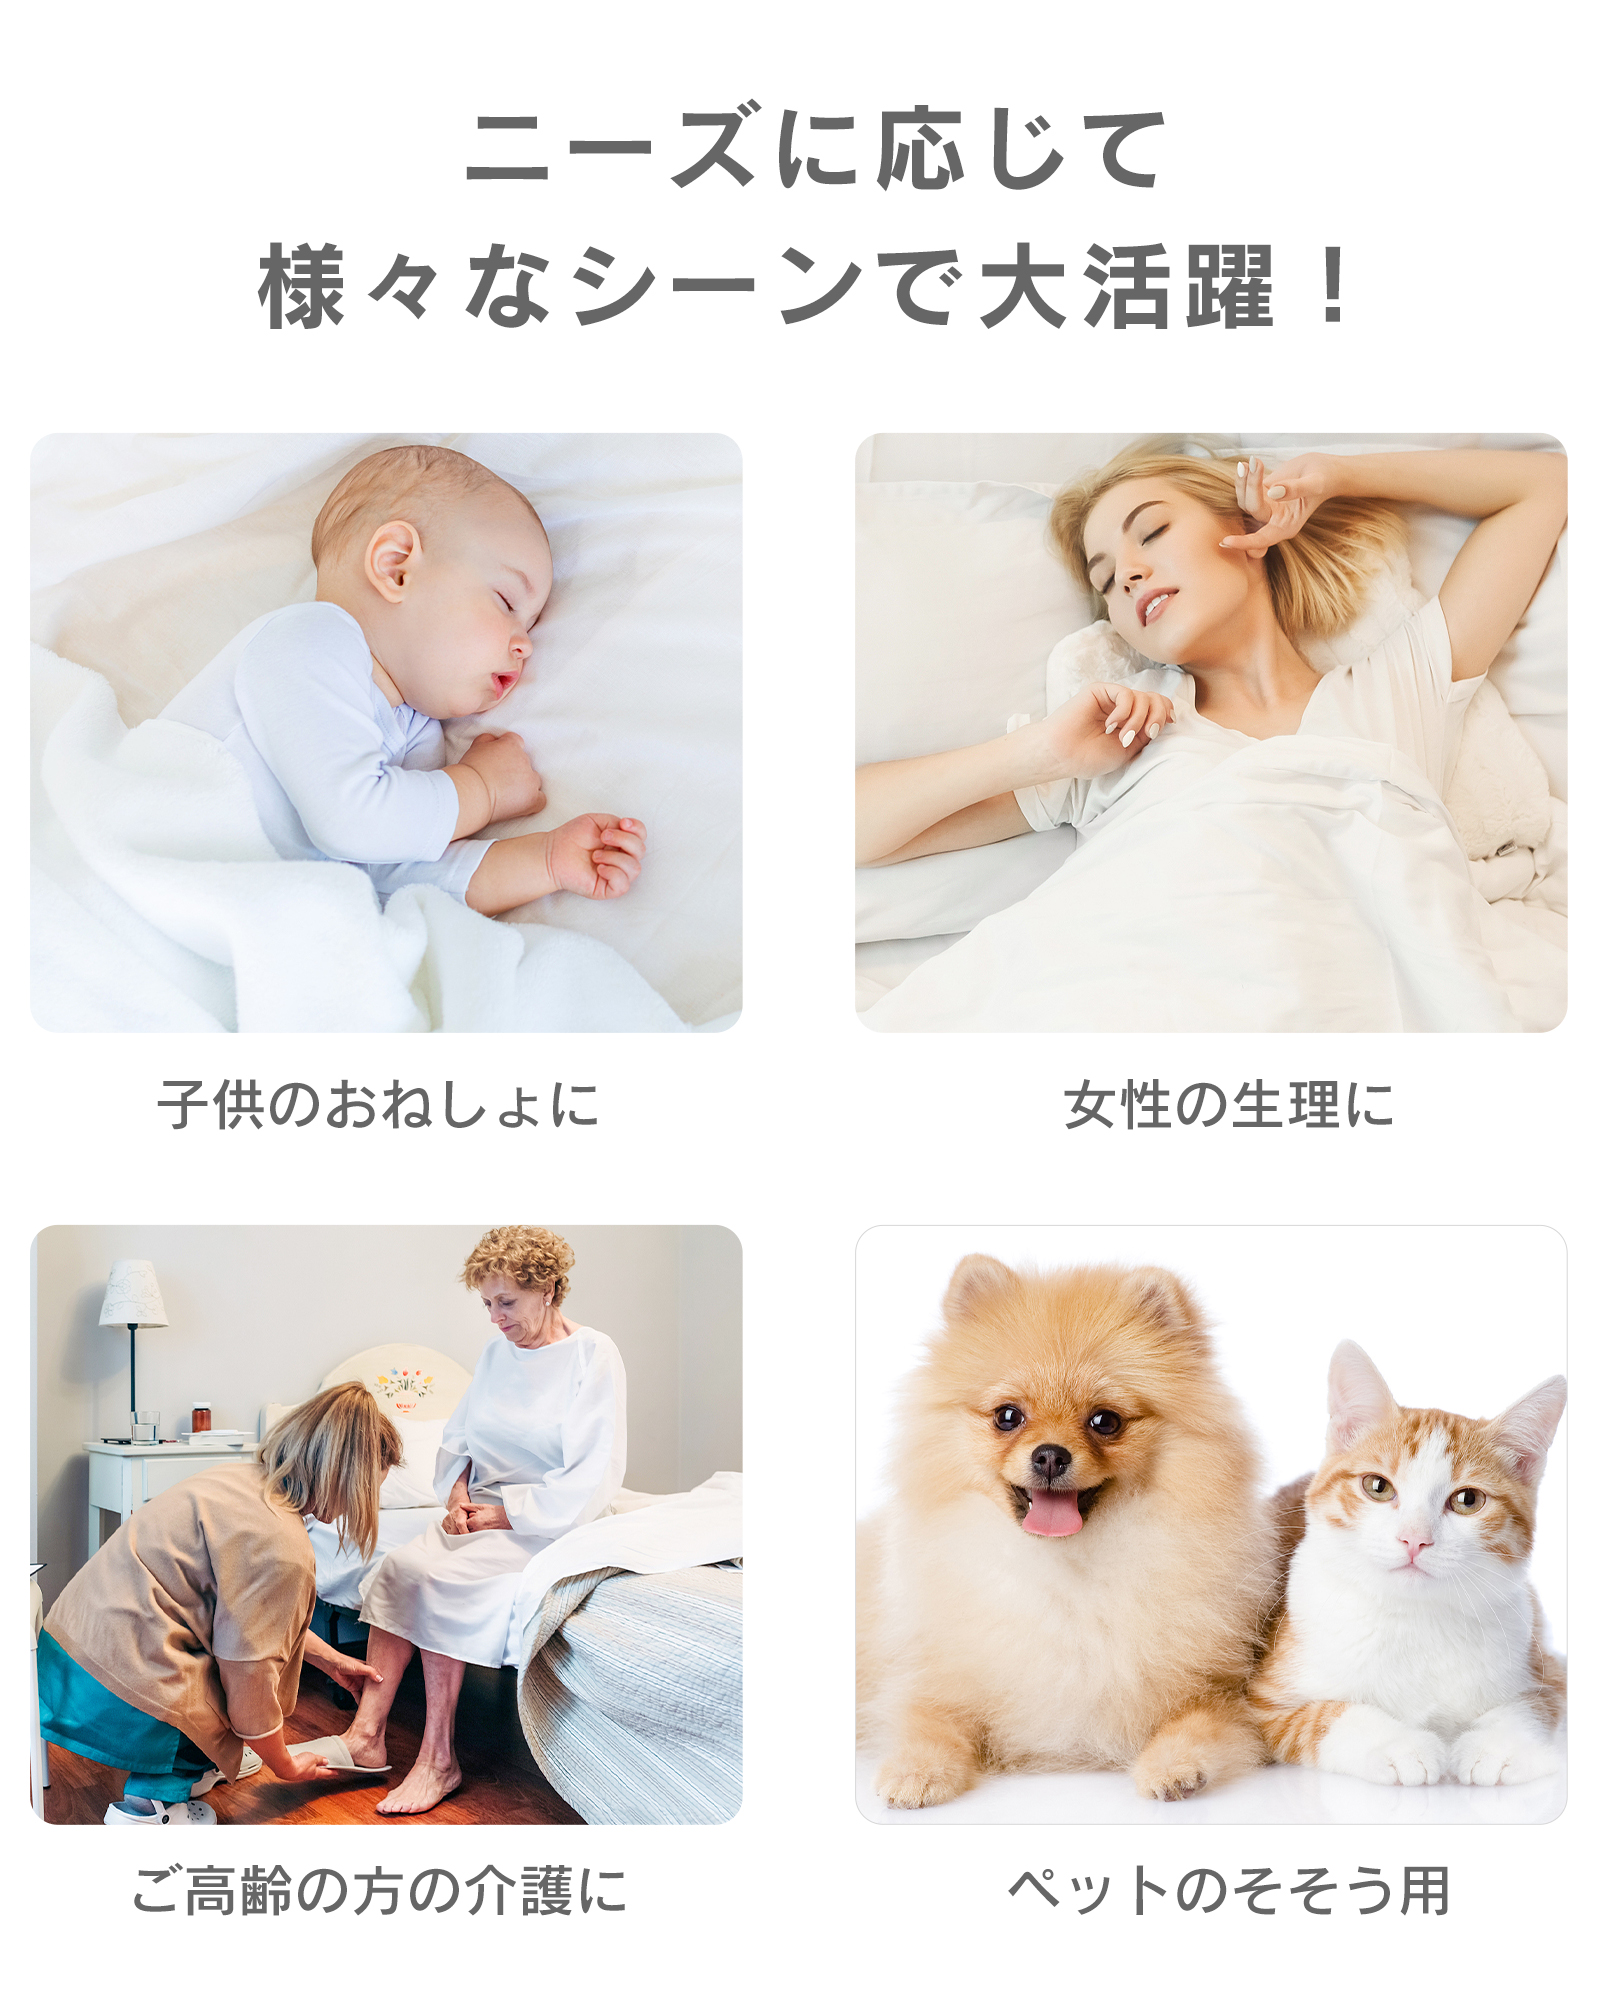 ニーズに応じて
様々なシーンで大活躍！
子供のおねしょに
女性の生理に
ご高齢の方の介護に
ペットのそそう用